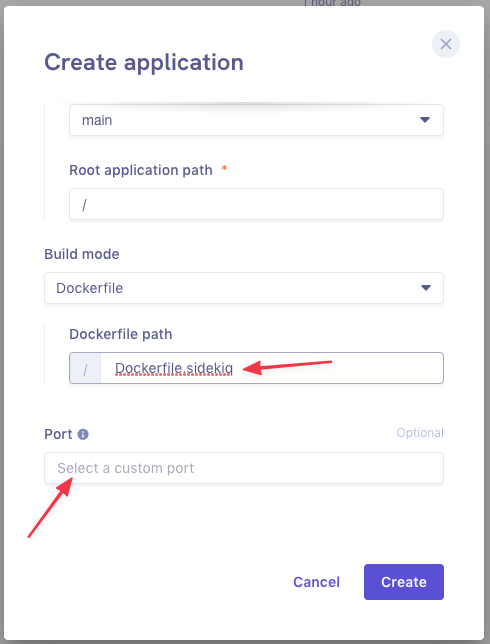 1 hour ago
Create application
main
Root application path *
/
Build mode
Dockerfile
Dockerfile path
/ Dockerfile.sidekiq
Port
Optional
Select a custom port
Cancel
Create